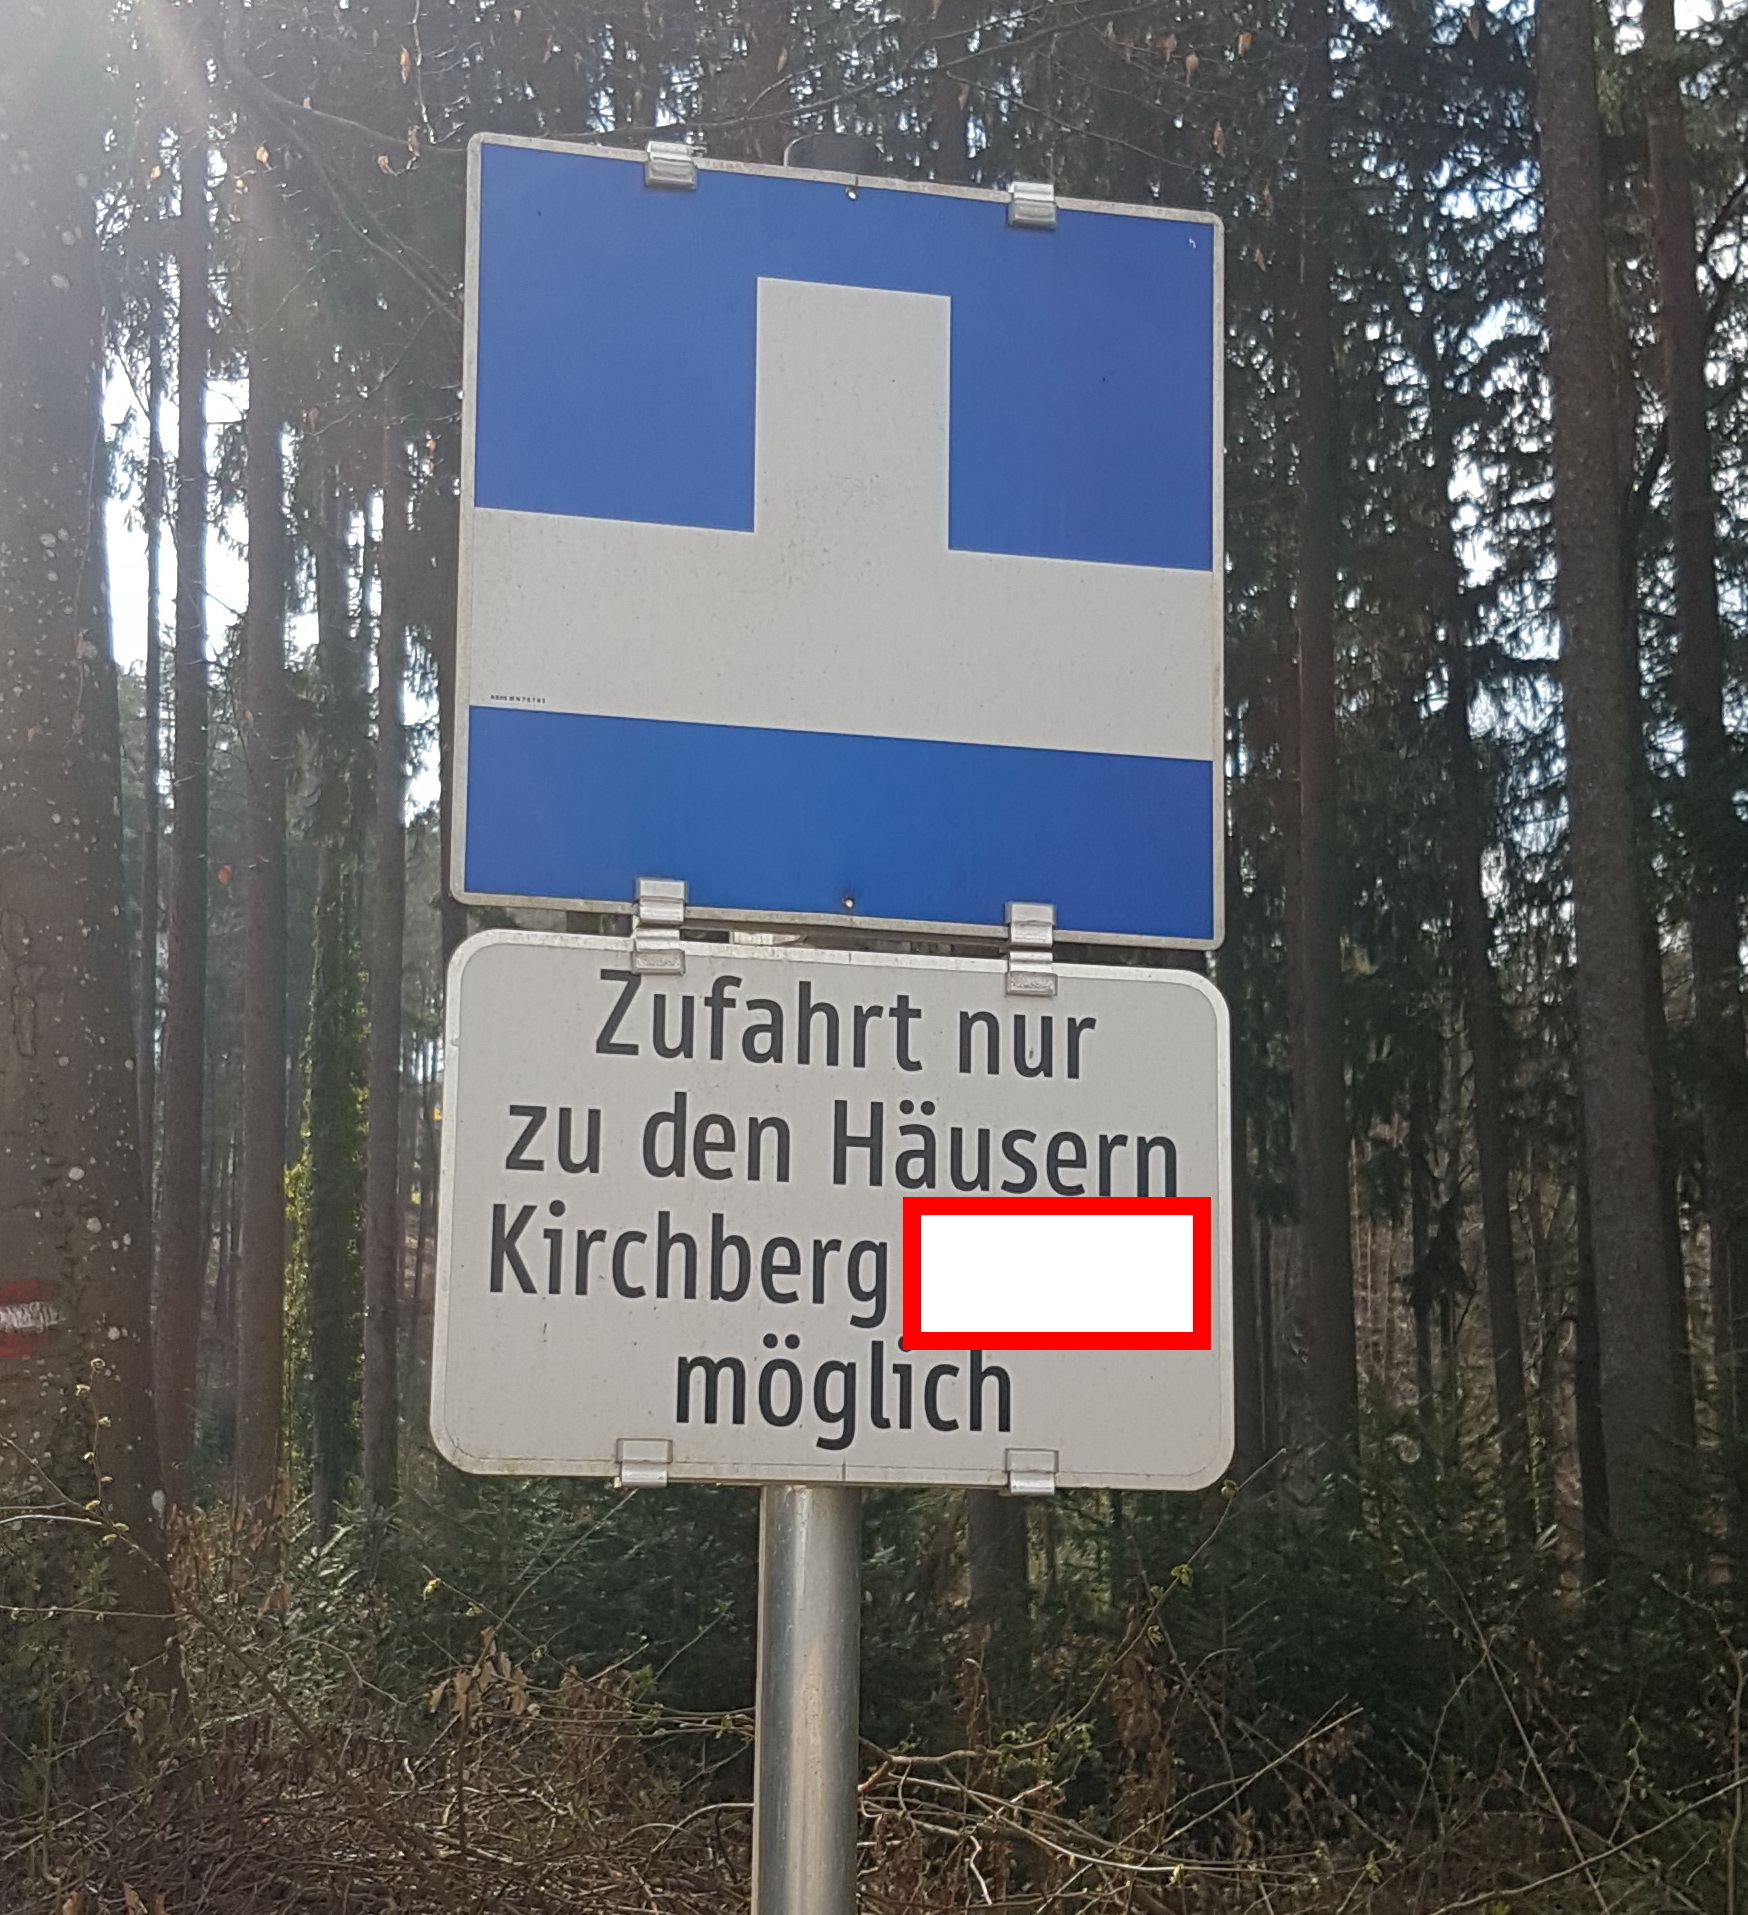 Zufahrt nur
zu den Häusern
Kirchberg
möglich